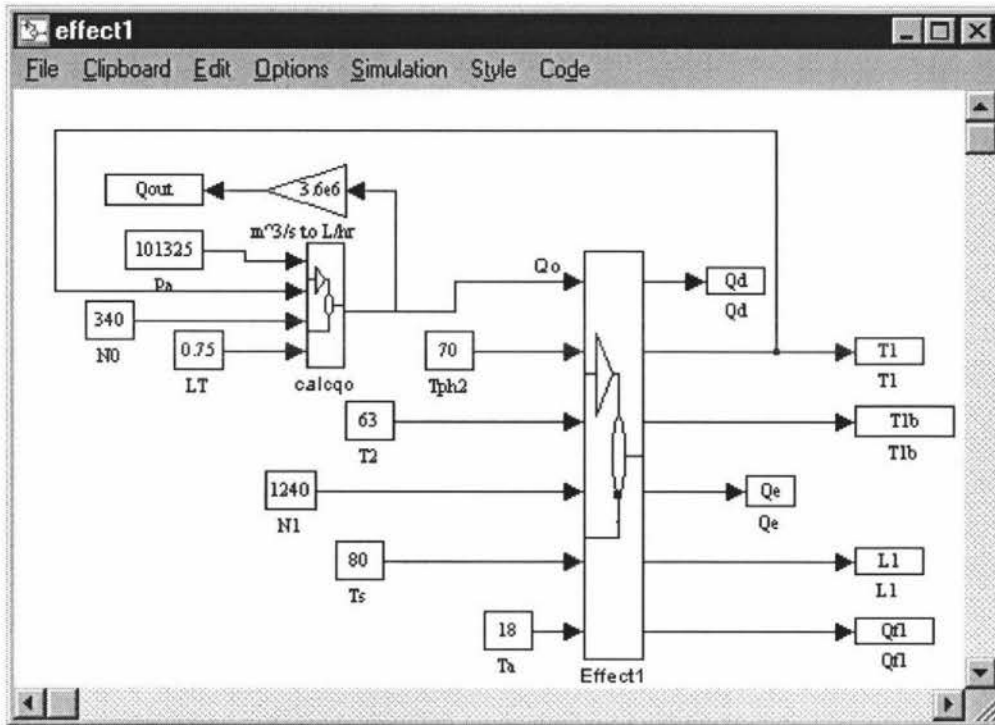 effect1
File Clipboard Edit Options Simulation Style Code
Qout
3.6e6
m^3/s to L/hr
101325
Pa
340
N0
0.75
LT
calcqo
Qo
70
Tph2
63
T2
1240
N1
80
Ts
18
Ta
Effect1
Qd
Qd
T1
T1
T1b
T1b
Qe
Qe
L1
L1
Qf1
Qf1